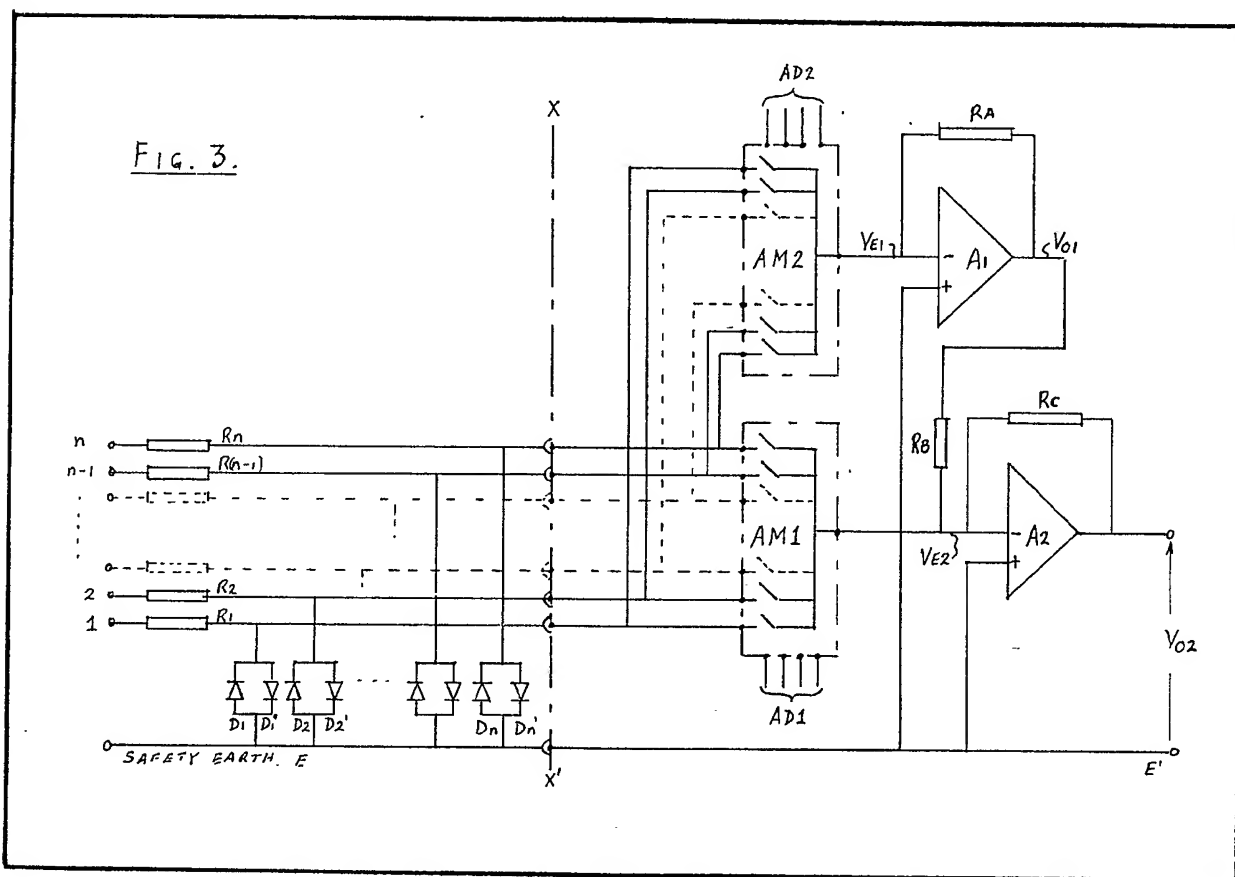 FIG. 3.
X
AD2
RA
VE1
-
A1
+
VO1
AM2
RB
RC
n
Rn
n-1
R(n-1)
AM1
VE2
-
A2
+
2
R2
1
R1
VO2
D1
D1'
D2
D2'
Dn
Dn'
AD1
SAFETY EARTH. E
X'
E'